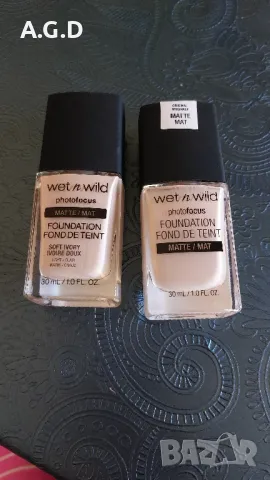 A.G.D
wet n wild
photofocus
MATTE / MAT
FOUNDATION
FOND DE TEINT
SOFT IVORY
IVOIRE DOUX
30 mL / 1.0 FL. OZ.
MATTE
MAT
wet n wild
photofocus
FOUNDATION
FOND DE TEINT
MATTE / MAT
30 mL / 1.0 FL. OZ.
BAZAR